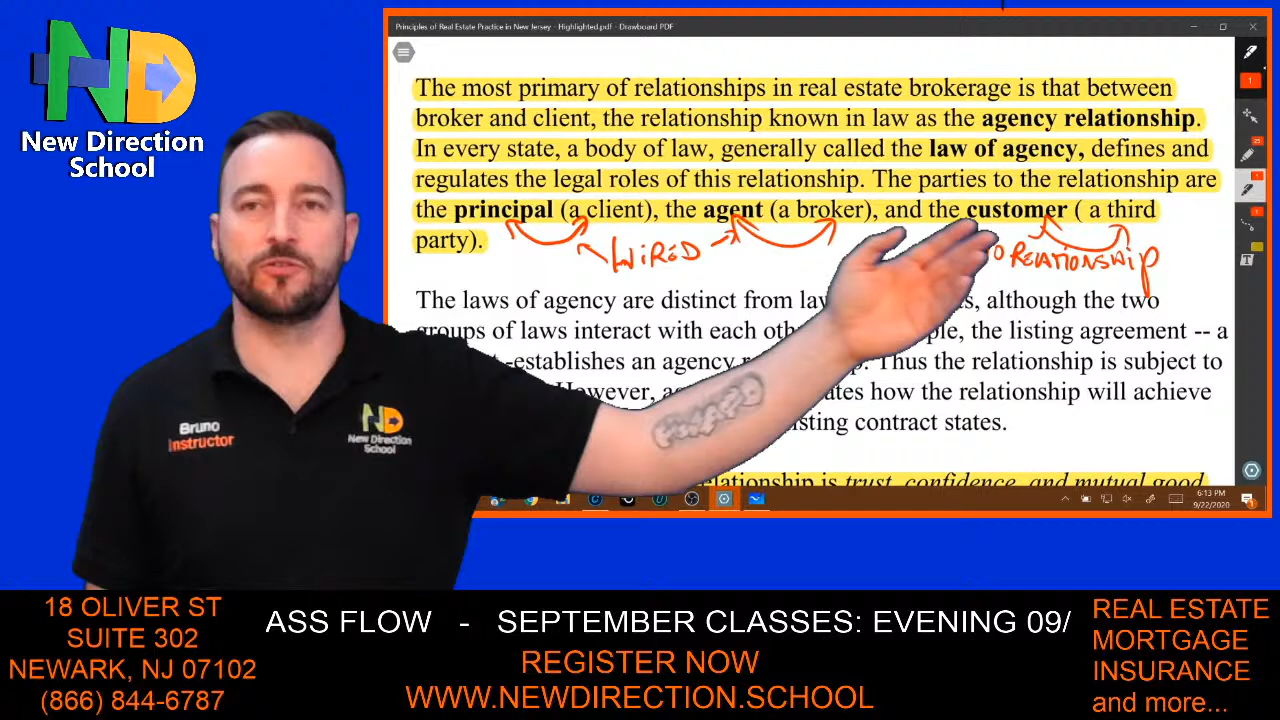 ND
New Direction
School
Principles of Real Estate Practice in New Jersey - Highlighted.pdf - Drawboard PDF
The most primary of relationships in real estate brokerage is that between
broker and client, the relationship known in law as the agency relationship.
In every state, a body of law, generally called the law of agency, defines and
regulates the legal roles of this relationship. The parties to the relationship are
the principal (a client), the agent (a broker), and the customer ( a third
party).
WIRED
RELATIONSHIP
The laws of agency are distinct from
, although the two
groups of laws interact with each
the listing agreement -- a
-establishes an agency
Thus the relationship is subject to
However,
how the relationship will achieve
contract states.
is trust, confidence, and mutual good
6:13 PM
9/22/2020
Bruno
Instructor
ND
New Direction
School
18 OLIVER ST
SUITE 302
NEWARK, NJ 07102
(866) 844-6787
ASS FLOW - SEPTEMBER CLASSES: EVENING 09/
REGISTER NOW
WWW.NEWDIRECTION.SCHOOL
REAL ESTATE
MORTGAGE
INSURANCE
and more...